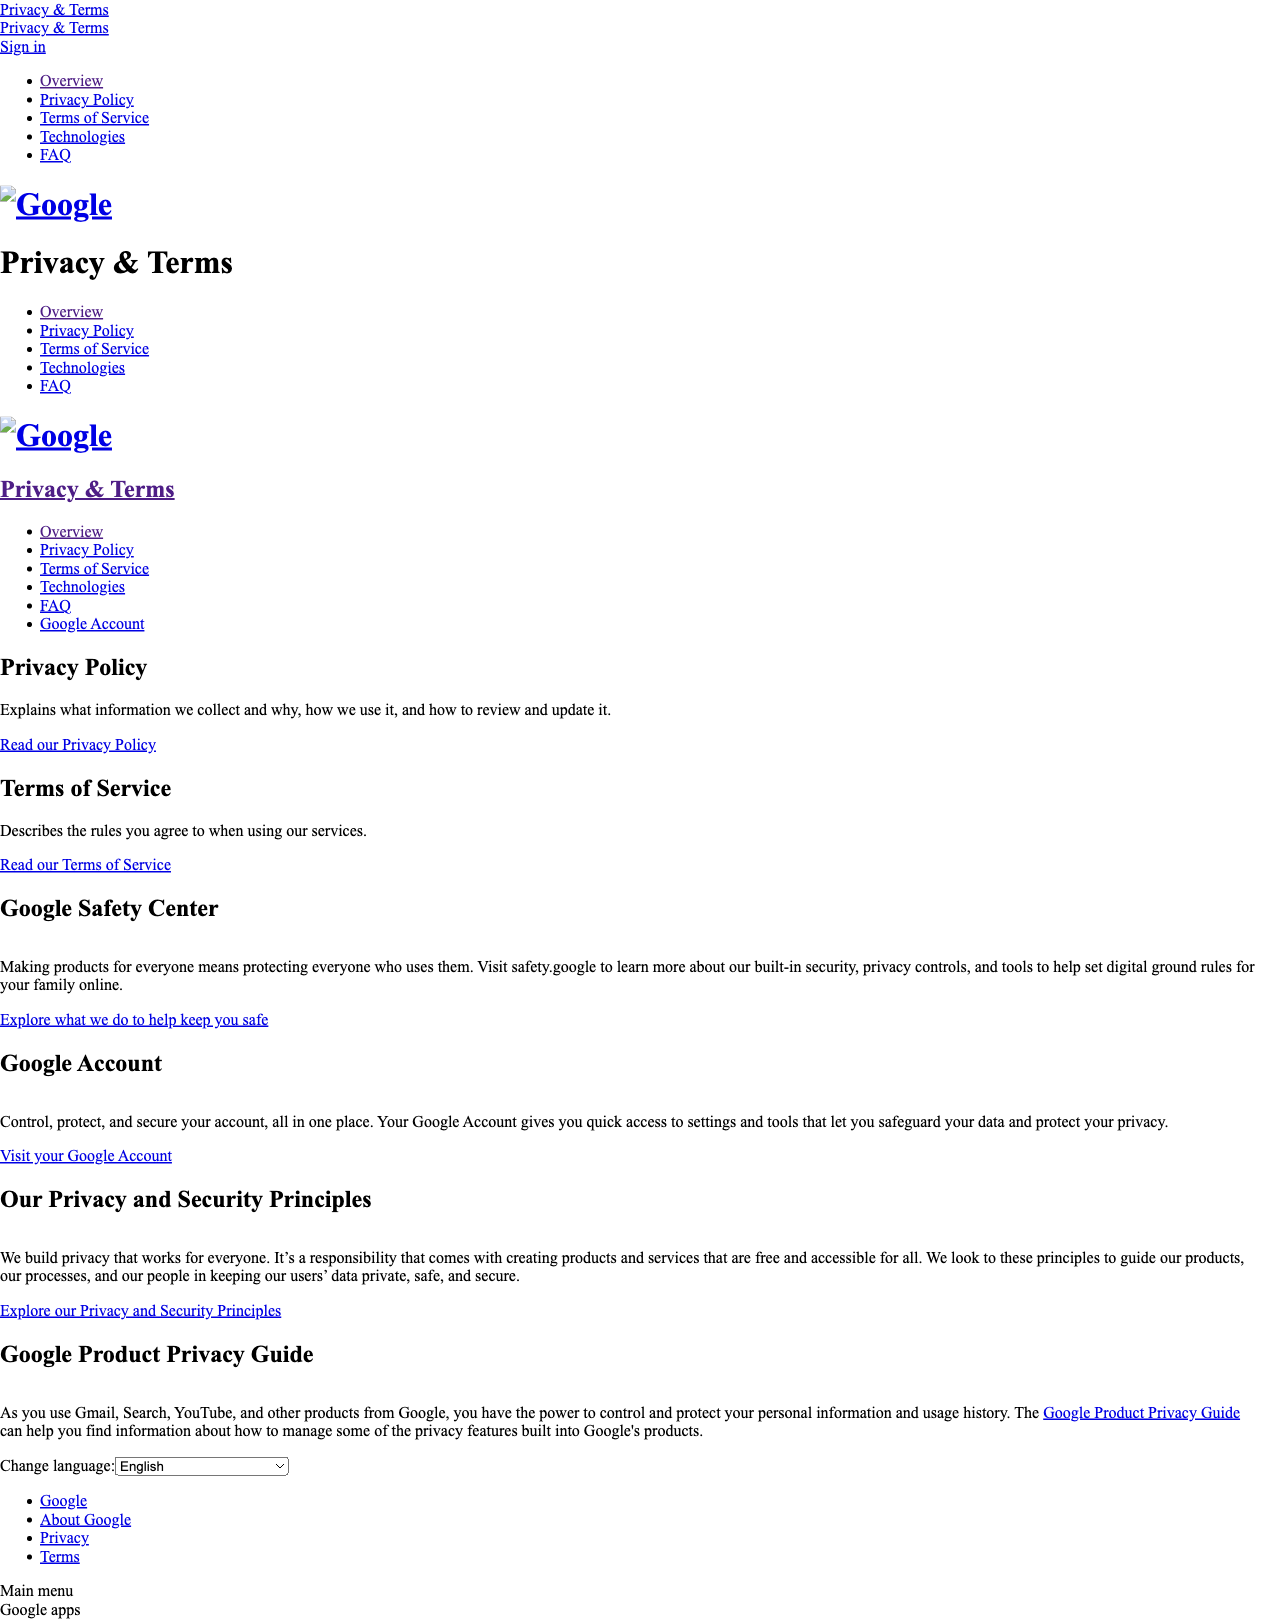 Privacy & Terms
Privacy & Terms
Sign in
Overview
Privacy Policy
Terms of Service
Technologies
FAQ
Google
Privacy & Terms
Overview
Privacy Policy
Terms of Service
Technologies
FAQ
Google
Privacy & Terms
Overview
Privacy Policy
Terms of Service
Technologies
FAQ
Google Account
Privacy Policy
Explains what information we collect and why, how we use it, and how to review and update it.
Read our Privacy Policy
Terms of Service
Describes the rules you agree to when using our services.
Read our Terms of Service
Google Safety Center
Making products for everyone means protecting everyone who uses them. Visit safety.google to learn more about our built-in security, privacy controls, and tools to help set digital ground rules for
your family online.
Explore what we do to help keep you safe
Google Account
Control, protect, and secure your account, all in one place. Your Google Account gives you quick access to settings and tools that let you safeguard your data and protect your privacy.
Visit your Google Account
Our Privacy and Security Principles
We build privacy that works for everyone. It’s a responsibility that comes with creating products and services that are free and accessible for all. We look to these principles to guide our products,
our processes, and our people in keeping our users’ data private, safe, and secure.
Explore our Privacy and Security Principles
Google Product Privacy Guide
As you use Gmail, Search, YouTube, and other products from Google, you have the power to control and protect your personal information and usage history. The Google Product Privacy Guide
can help you find information about how to manage some of the privacy features built into Google's products.
Change language: English
Google
About Google
Privacy
Terms
Main menu
Google apps